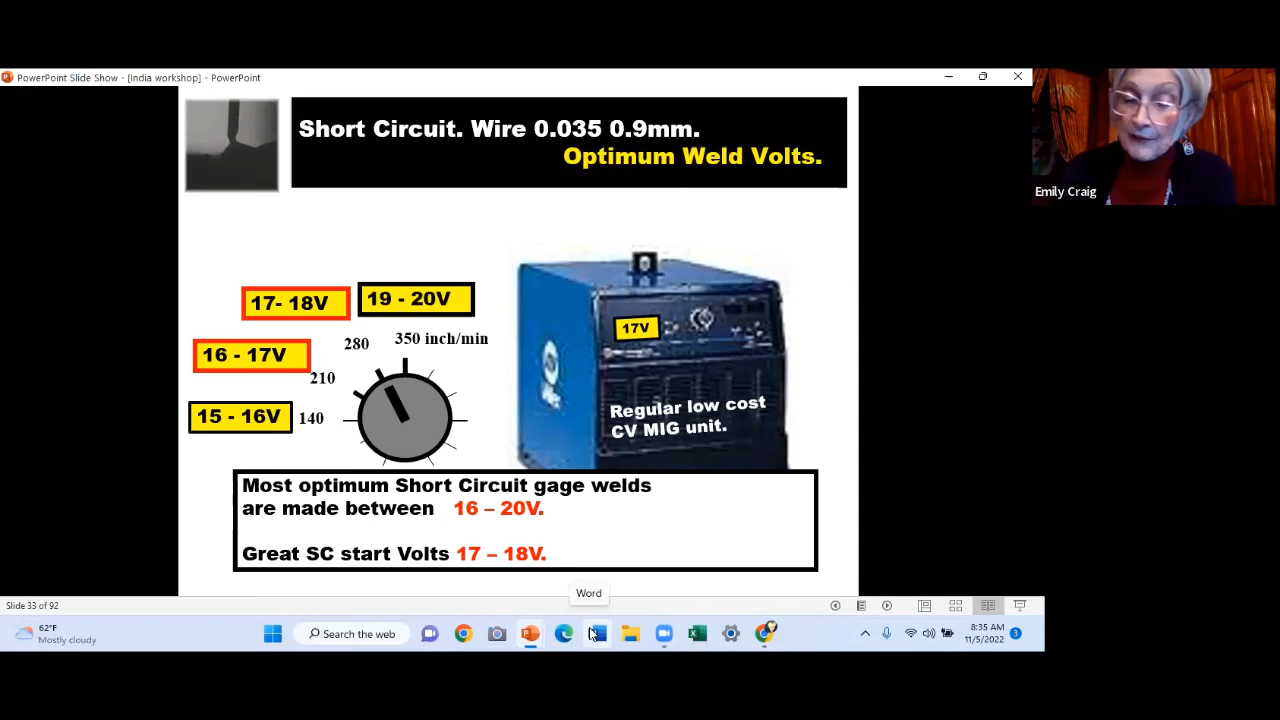 PowerPoint Slide Show - [India workshop] - PowerPoint
Short Circuit. Wire 0.035 0.9mm.
Optimum Weld Volts.
Emily Craig
17- 18V
19 - 20V
280
350 inch/min
16 - 17V
210
15 - 16V
140
17V
Regular low cost
CV MIG unit.
Most optimum Short Circuit gage welds
are made between 16 – 20V.
Great SC start Volts 17 – 18V.
Word
Slide 33 of 92
62°F
Mostly cloudy
Search the web
8:35 AM
11/5/2022
3